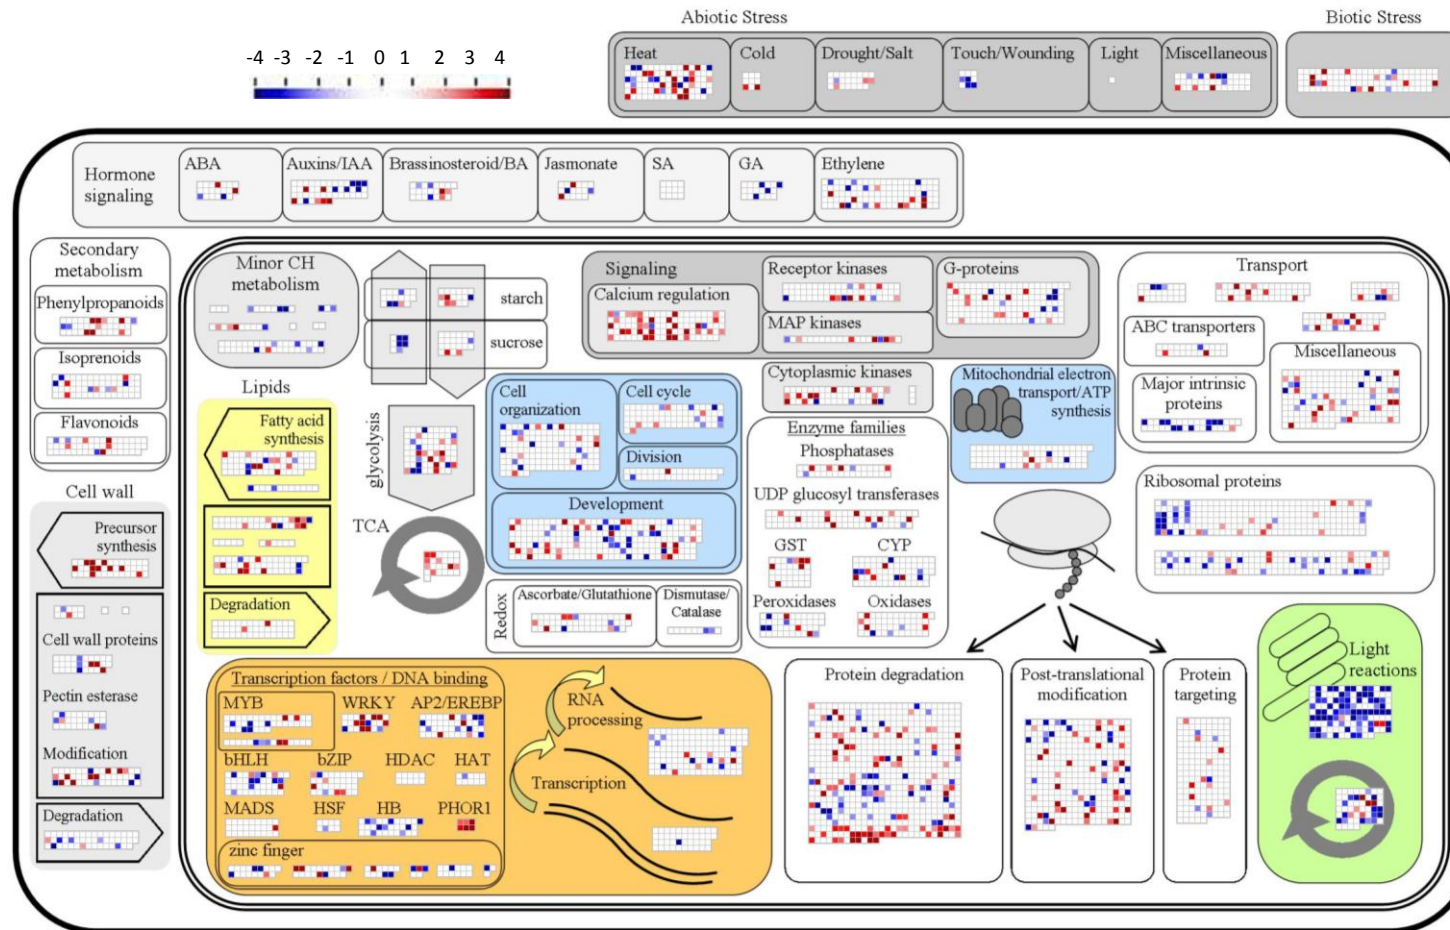 Abiotic Stress
Biotic Stress
-4 -3 -2 -1 0 1 2 3 4
Heat
Cold
Drought/Salt
Touch/Wounding
Light
Miscellaneous
Hormone
signaling
ABA
Auxins/IAA
Brassinosteroid/BA
Jasmonate
SA
GA
Ethylene
Secondary
metabolism
Phenylpropanoids
Isoprenoids
Flavonoids
Cell wall
Precursor
synthesis
Cell wall proteins
Pectin esterase
Modification
Degradation
Minor CH
metabolism
starch
sucrose
Lipids
Fatty acid
synthesis
Degradation
glycolysis
TCA
Signaling
Calcium regulation
Receptor kinases
MAP kinases
G-proteins
Cytoplasmic kinases
Cell
organization
Cell cycle
Division
Development
Redox
Ascorbate/Glutathione
Dismutase/
Catalase
Enzyme families
Phosphatases
UDP glucosyl transferases
GST
CYP
Peroxidases
Oxidases
Mitochondrial electron
transport/ATP
synthesis
Transport
ABC transporters
Major intrinsic
proteins
Miscellaneous
Ribosomal proteins
Transcription factors / DNA binding
MYB
WRKY
AP2/EREBP
bHLH
bZIP
HDAC
HAT
MADS
HSF
HB
PHOR1
zinc finger
RNA
processing
Transcription
Protein degradation
Post-translational
modification
Protein
targeting
Light
reactions